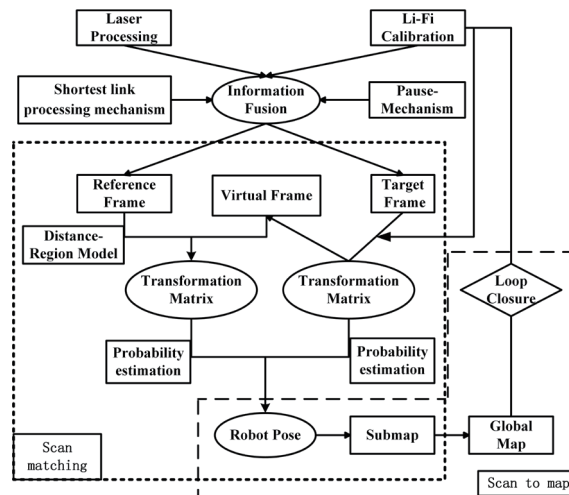 Laser
Processing
Li-Fi
Calibration
Shortest link
processing mechanism
Information
Fusion
Pause-
Mechanism
Reference
Frame
Virtual Frame
Target
Frame
Distance-
Region Model
Transformation
Matrix
Transformation
Matrix
Loop
Closure
Probability
estimation
Probability
estimation
Robot Pose
Submap
Global
Map
Scan
matching
Scan to map